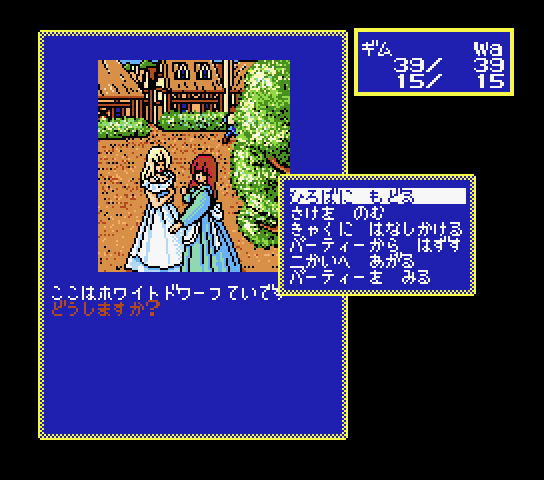 ギム Wa
39/ 39
15/ 15
ひろばに もどる
さけを のむ
きゃくに はなしかける
パーティーから はずす
二かいへ あがる
パーティーを みる
ここはホワイトドワーフていです
どうしますか?